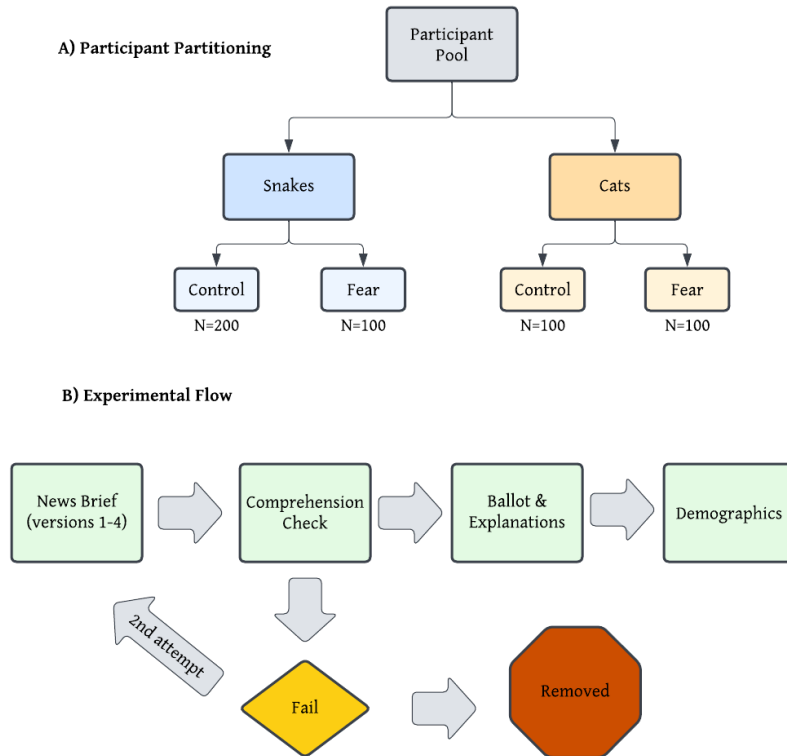 A) Participant Partitioning
Participant
Pool
Snakes
Cats
Control
Fear
Control
Fear
N=200
N=100
N=100
N=100
B) Experimental Flow
News Brief
(versions 1-4)
Comprehension
Check
Ballot &
Explanations
Demographics
2nd attempt
Fail
Removed